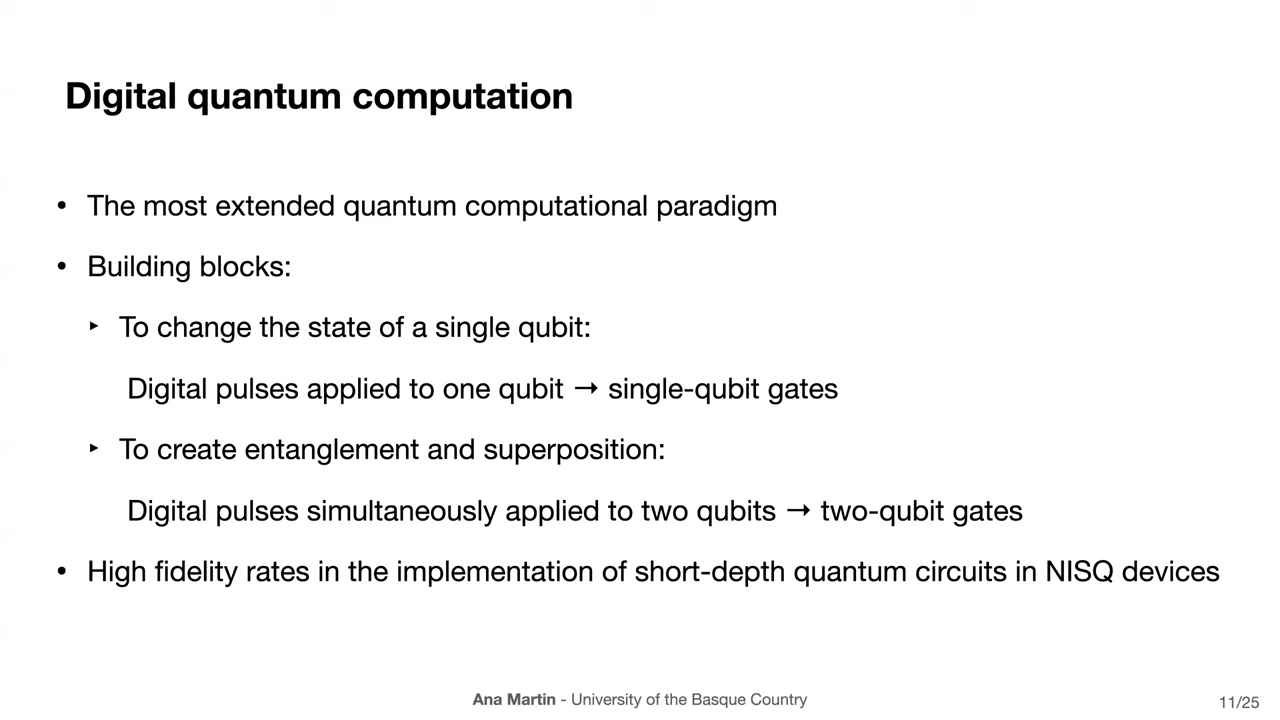 Digital quantum computation
• The most extended quantum computational paradigm
• Building blocks:
‣ To change the state of a single qubit:
Digital pulses applied to one qubit → single-qubit gates
‣ To create entanglement and superposition:
Digital pulses simultaneously applied to two qubits → two-qubit gates
• High fidelity rates in the implementation of short-depth quantum circuits in NISQ devices
Ana Martin - University of the Basque Country
11/25